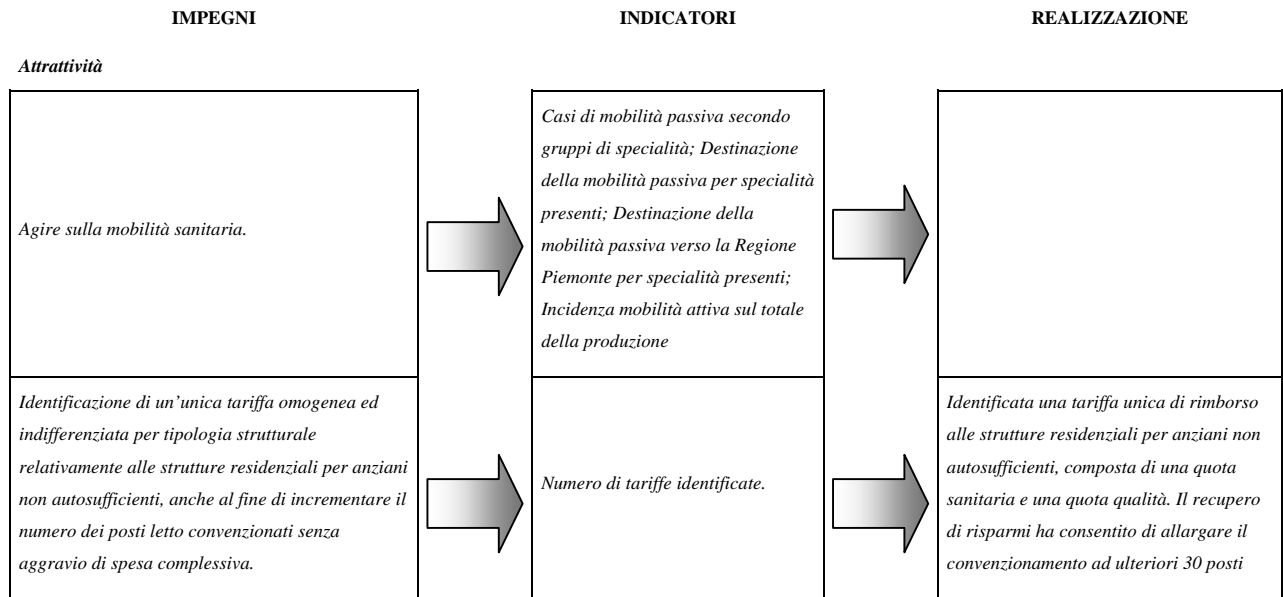 IMPEGNI
INDICATORI
REALIZZAZIONE
Attrattività
Agire sulla mobilità sanitaria.
Casi di mobilità passiva secondo
gruppi di specialità; Destinazione
della mobilità passiva per specialità
presenti; Destinazione della
mobilità passiva verso la Regione
Piemonte per specialità presenti;
Incidenza mobilità attiva sul totale
della produzione
Identificazione di un’unica tariffa omogenea ed
indifferenziata per tipologia strutturale
relativamente alle strutture residenziali per anziani
non autosufficienti, anche al fine di incrementare il
numero dei posti letto convenzionati senza
aggravio di spesa complessiva.
Numero di tariffe identificate.
Identificata una tariffa unica di rimborso
alle strutture residenziali per anziani non
autosufficienti, composta di una quota
sanitaria e una quota qualità. Il recupero
di risparmi ha consentito di allargare il
convenzionamento ad ulteriori 30 posti